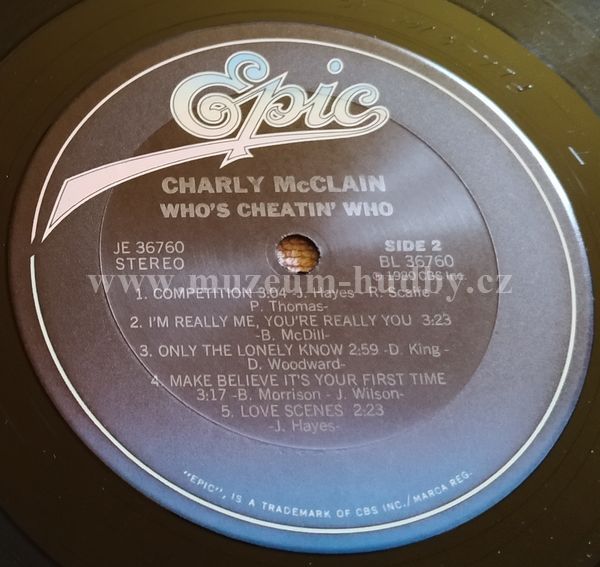 Epic
CHARLY McCLAIN
WHO'S CHEATIN' WHO
JE 36760
STEREO
SIDE 2
BL 36760
℗ 1980 CBS Inc.
www.muzeum-hudby.cz
1. COMPETITION 3:04 -J. Hayes - R. Scaife -
P. Thomas-
2. I'M REALLY ME, YOU'RE REALLY YOU 3:23
-B. McDill-
3. ONLY THE LONELY KNOW 2:59 -D. King -
D. Woodward-
4. MAKE BELIEVE IT'S YOUR FIRST TIME
3:17 -B. Morrison - J. Wilson-
5. LOVE SCENES 2:23
-J. Hayes-
"EPIC", IS A TRADEMARK OF CBS INC./ MARCA REG.